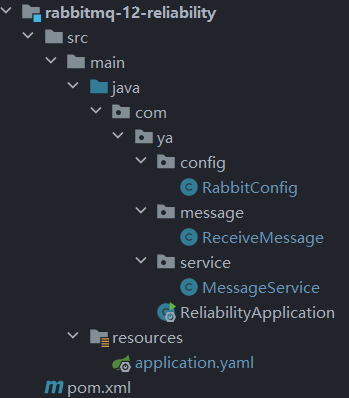 rabbitmq-12-reliability
src
main
java
com
ya
config
RabbitConfig
message
ReceiveMessage
service
MessageService
ReliabilityApplication
resources
application.yaml
pom.xml